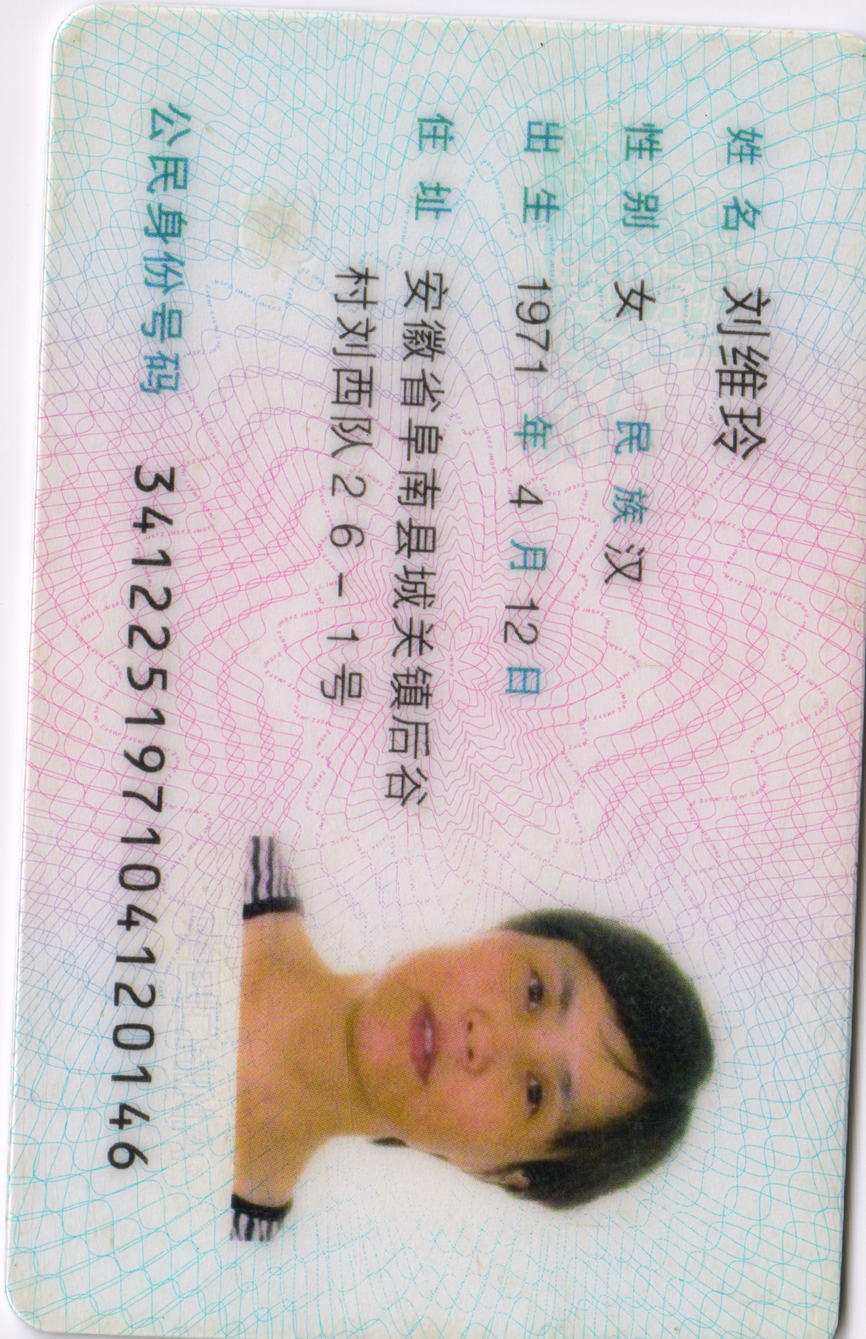 姓名 刘维玲
性别 女 民族 汉
出生 1971 年 4 月 12 日
住址 安徽省阜南县城关镇后谷
村刘西队26-1号
公民身份号码 341225197104120146